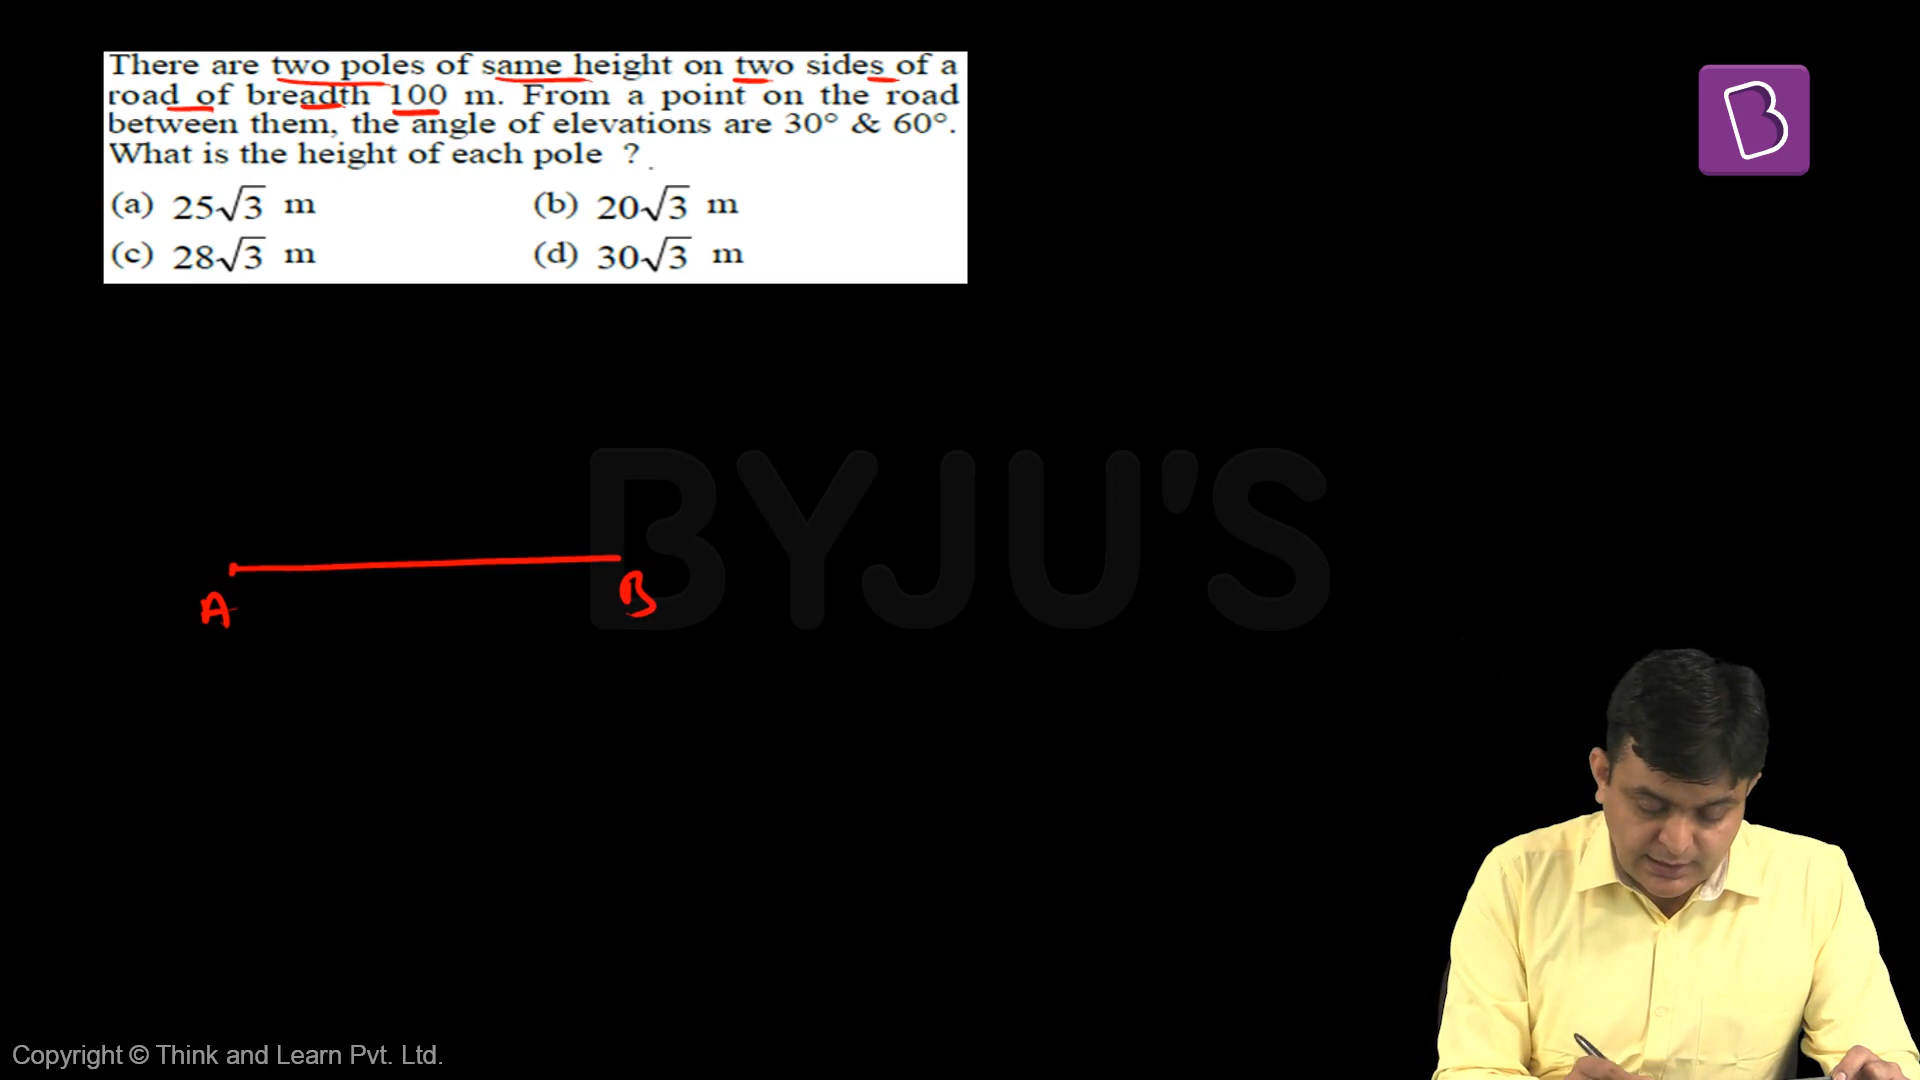 There are two poles of same height on two sides of a
road of breadth 100 m. From a point on the road
between them, the angle of elevations are 30° & 60°.
What is the height of each pole ?
(a) 25√3 m (b) 20√3 m
(c) 28√3 m (d) 30√3 m
B
BYJU'S
A B
Copyright © Think and Learn Pvt. Ltd.